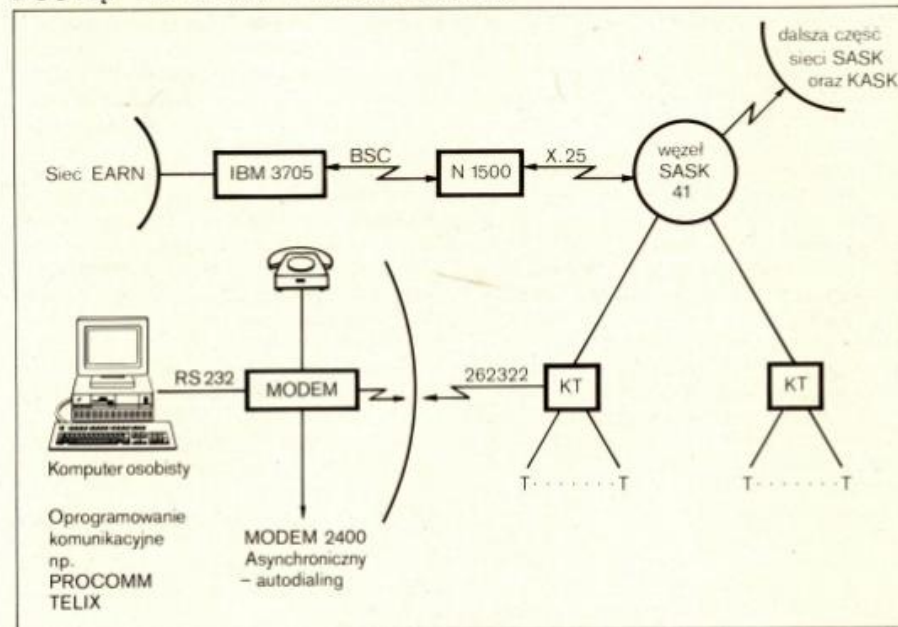 dalsza część
sieci SASK
oraz KASK
Sieć EARN
IBM 3705
BSC
N 1500
X.25
węzeł
SASK
41
RS 232
MODEM
262322
KT
KT
T.......T
T.......T
Komputer osobisty
Oprogramowanie
komunikacyjne
np.
PROCOMM
TELIX
MODEM 2400
Asynchroniczny
– autodialing